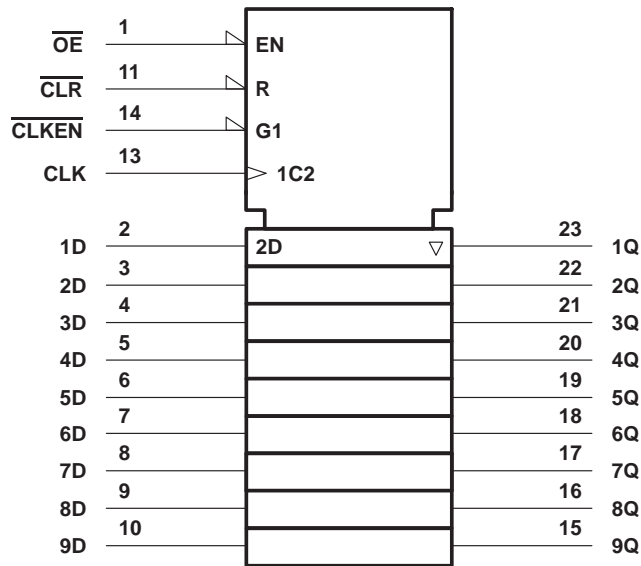 1
OE EN
11
CLR R
14
CLKEN G1
13
CLK 1C2
2 23
1D 2D 1Q
3 22
2D 2Q
4 21
3D 3Q
5 20
4D 4Q
6 19
5D 5Q
7 18
6D 6Q
8 17
7D 7Q
9 16
8D 8Q
10 15
9D 9Q